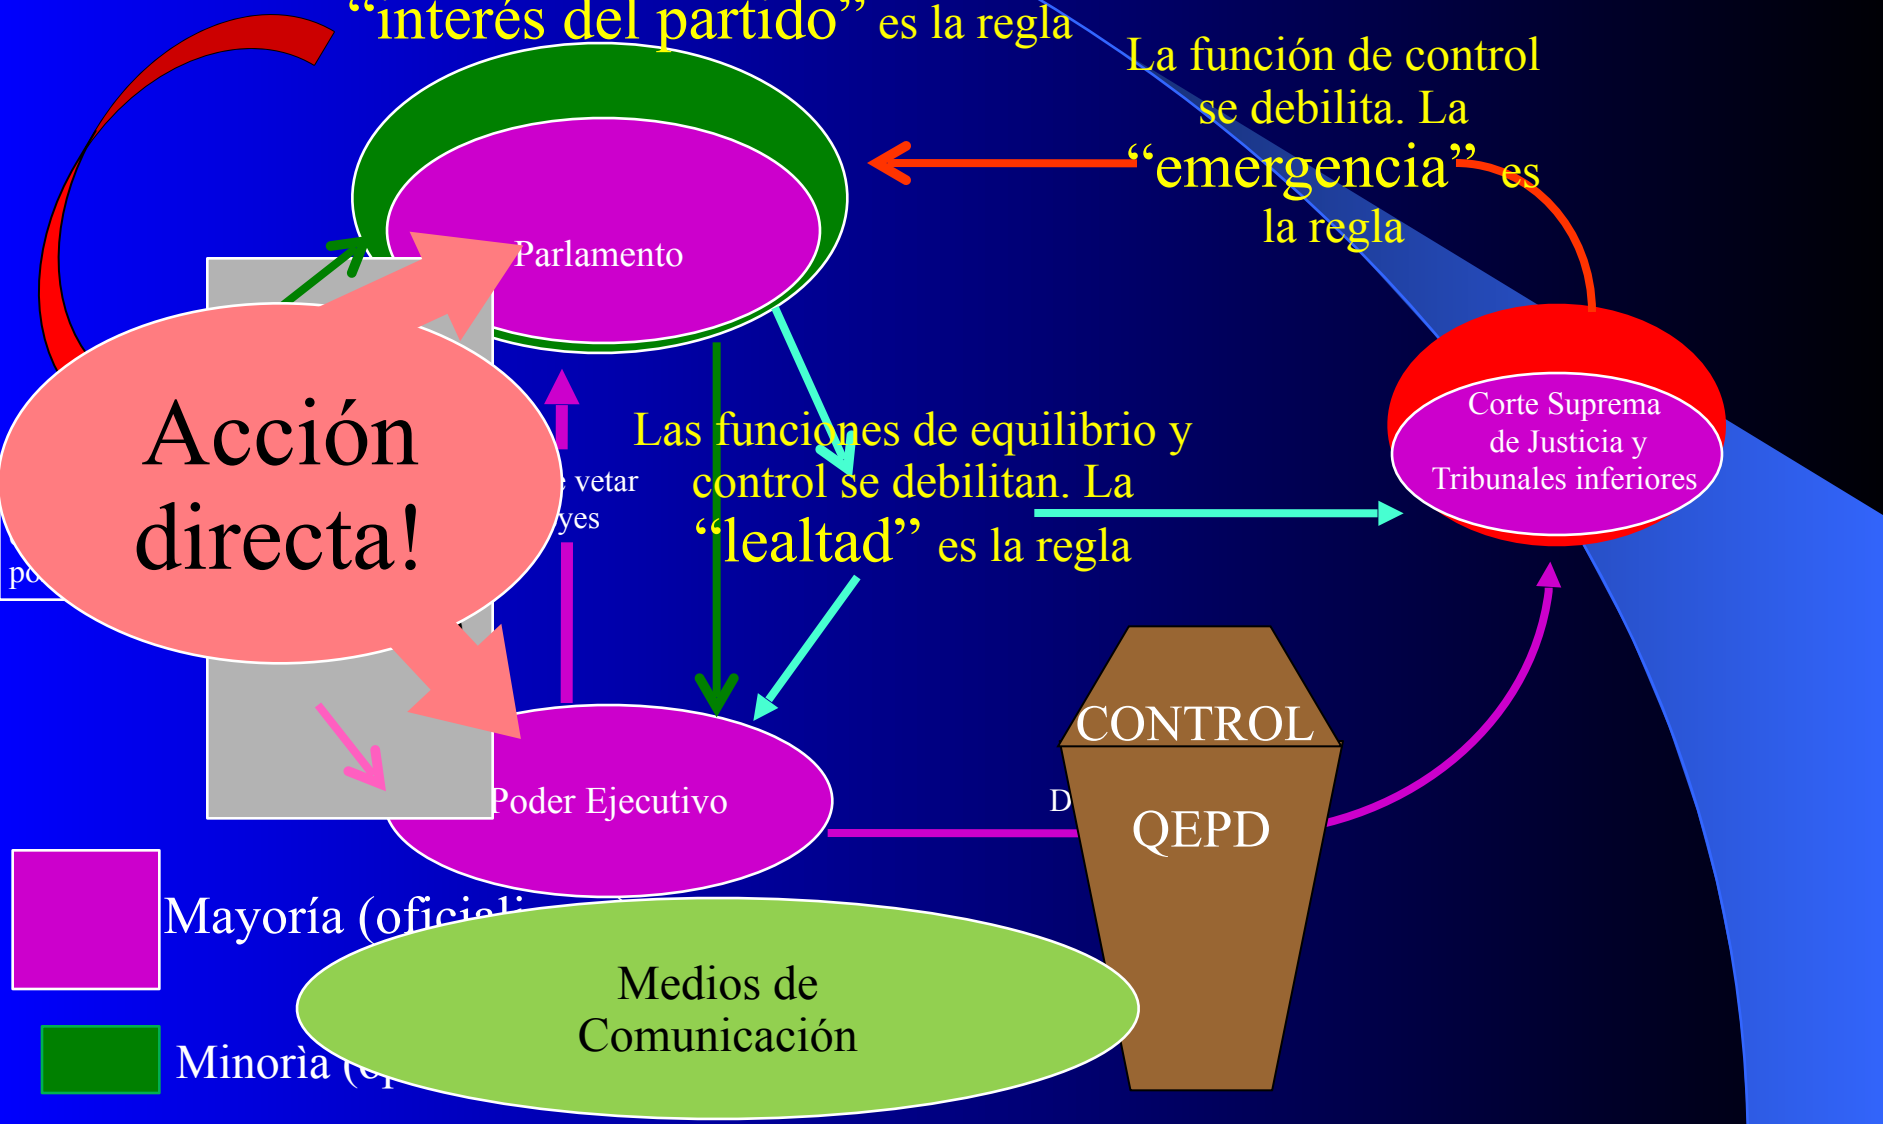 “interés del partido” es la regla
La función de control
se debilita. La
“emergencia” es
la regla
Parlamento
Corte Suprema
de Justicia y
Tribunales inferiores
Acción
directa!
vetar
Las funciones de equilibrio y
control se debilitan. La
“lealtad” es la regla
CONTROL
QEPD
Poder Ejecutivo
Mayoría
Medios de
Comunicación
Minorìa